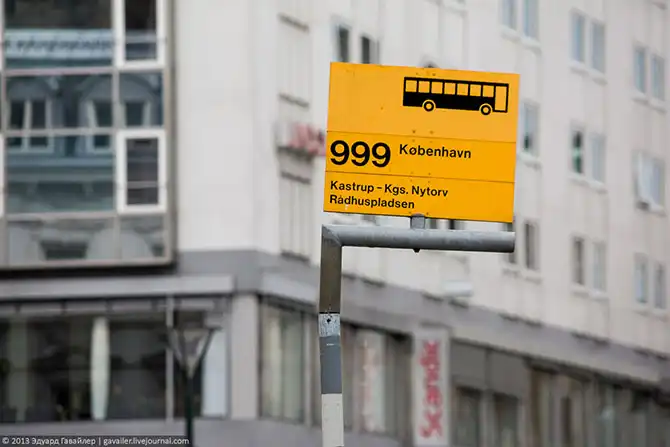 999 København
Kastrup – Kgs. Nytorv
Rådhuspladsen
Scandic
© 2013 Эдуард Гавайлер | gavailer.livejournal.com